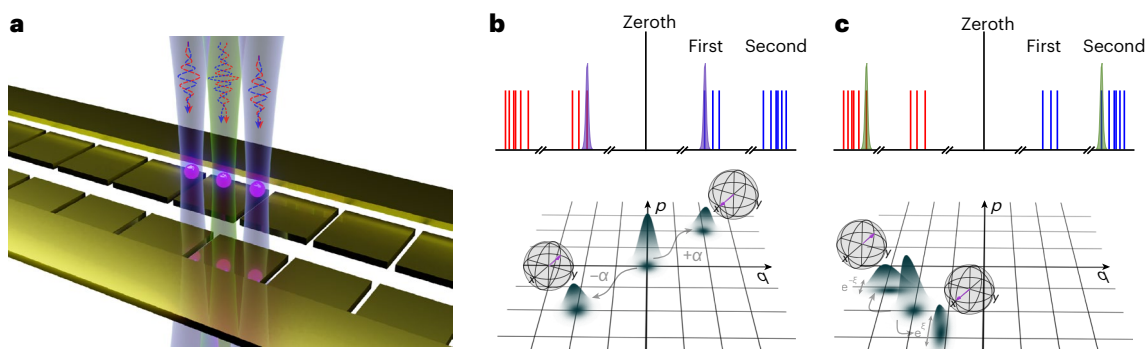 a
b
Zeroth
First
Second
p
q
+α
−α
x
y
x
y
c
Zeroth
First
Second
p
q
e^−ξ
e^ξ
x
y
x
y